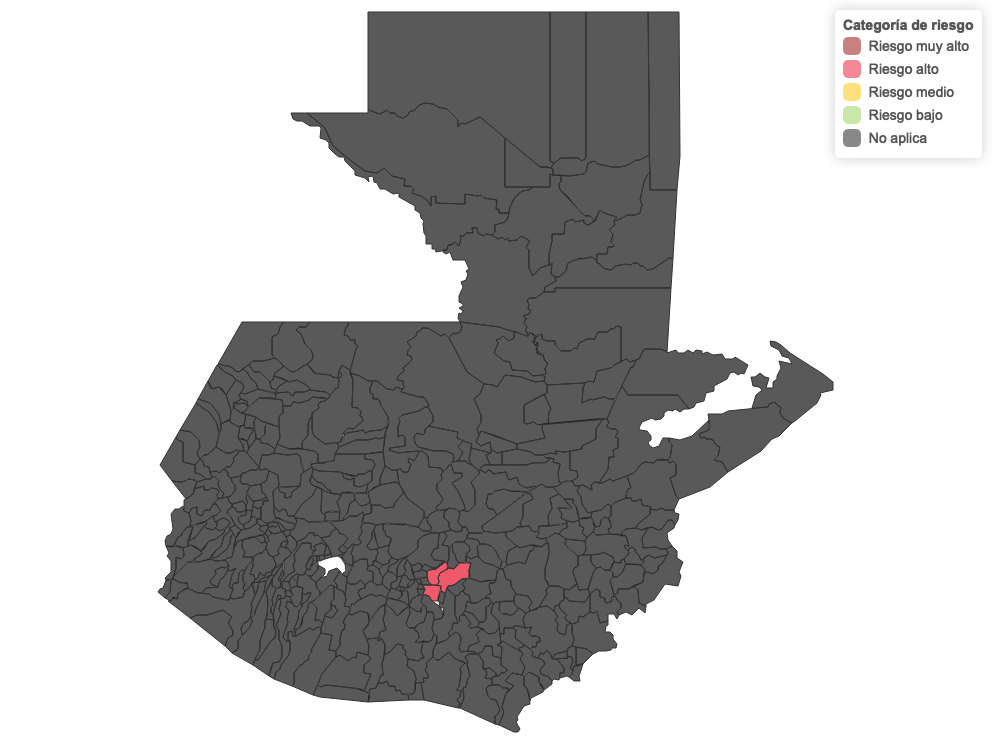 Categoría de riesgo
Riesgo muy alto
Riesgo alto
Riesgo medio
Riesgo bajo
No aplica